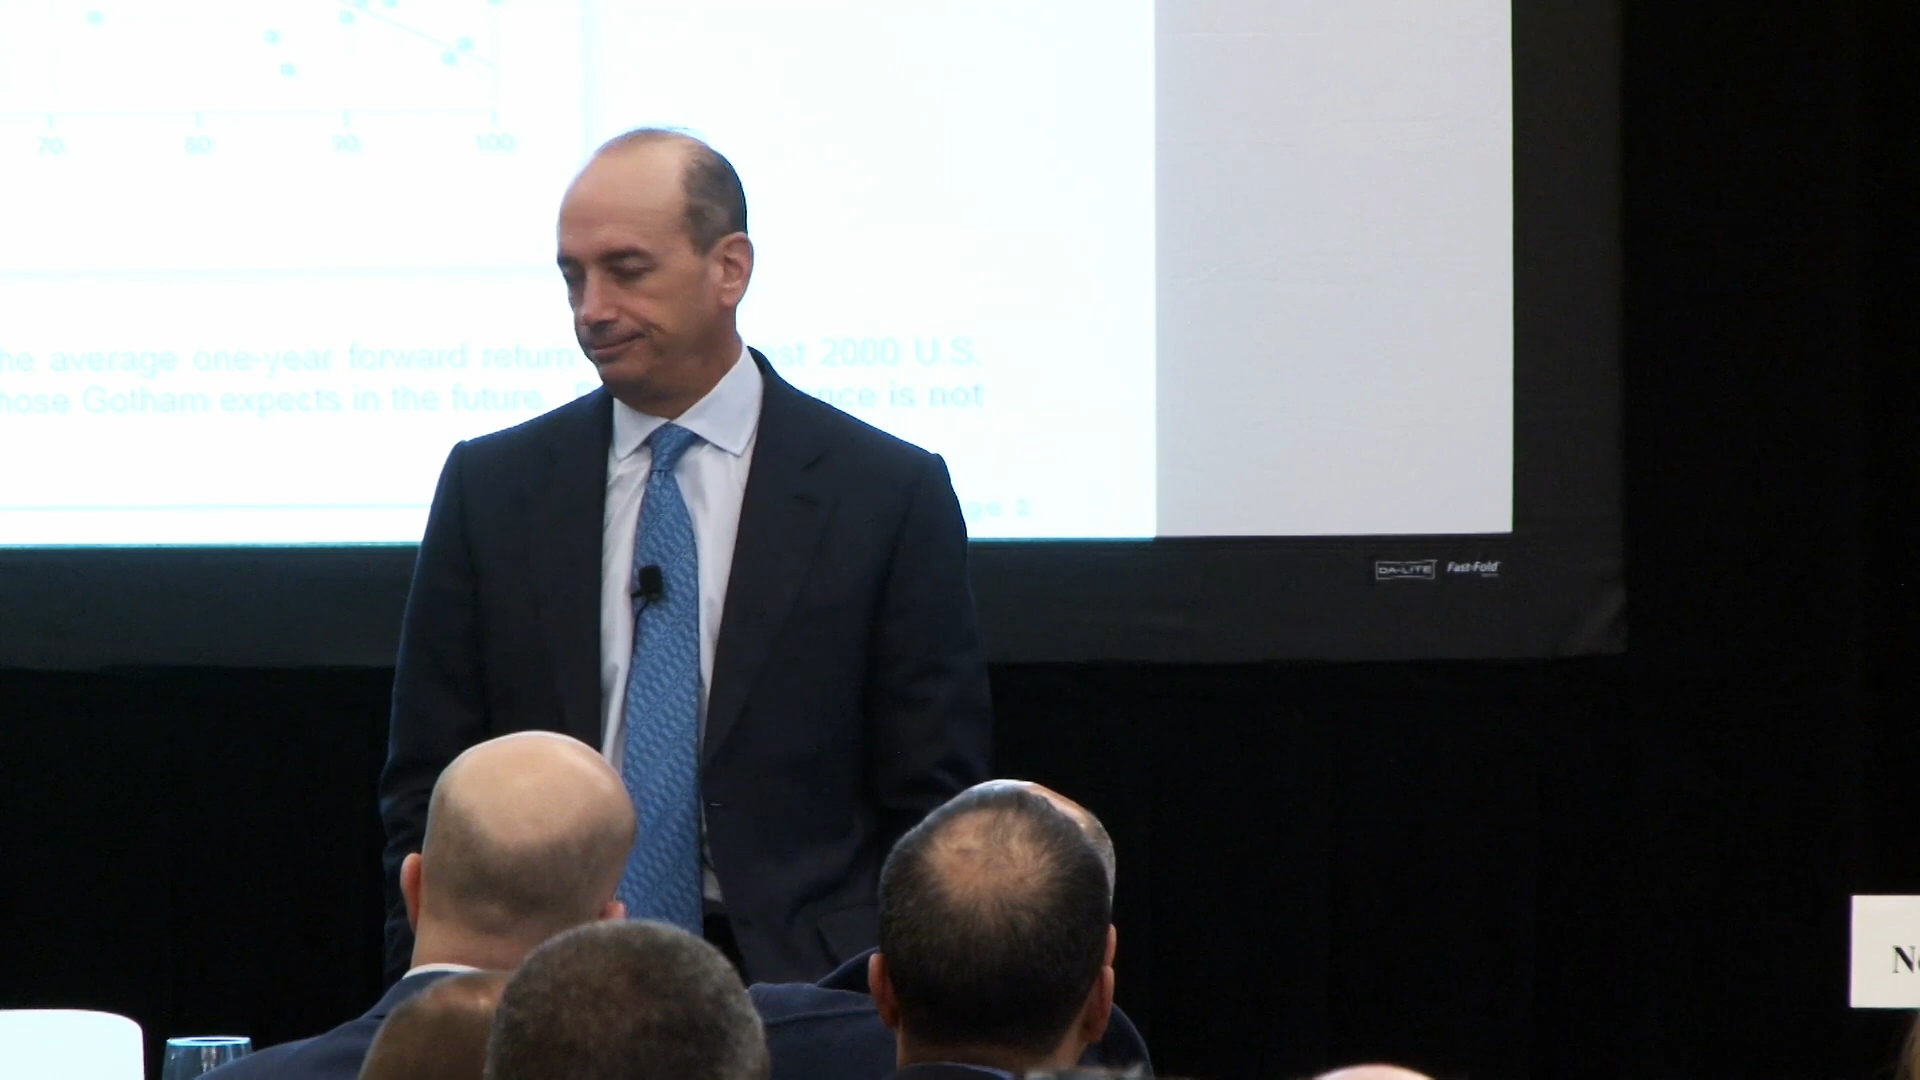 70 80 90 100
he average one-year forward return
est 2000 U.S.
hose Gotham expects in the future.
nce is not
ge 2
DA-LITE Fast-Fold